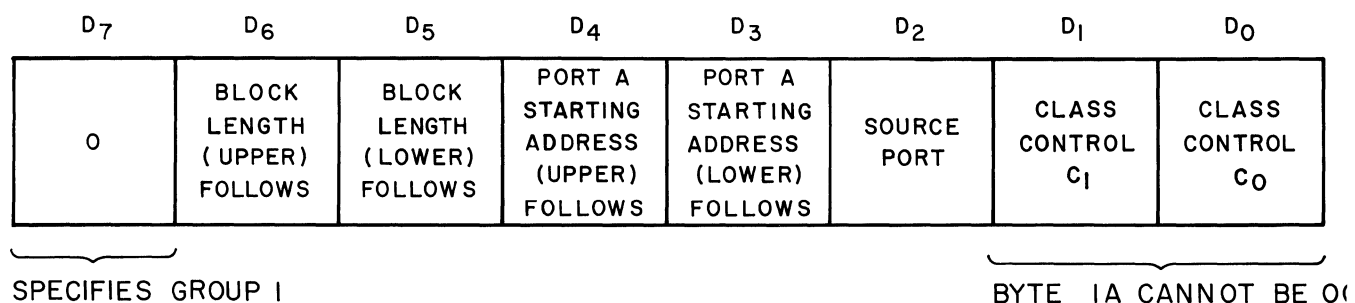 D7 D6 D5 D4 D3 D2 D1 D0
0
BLOCK
LENGTH
(UPPER)
FOLLOWS
BLOCK
LENGTH
(LOWER)
FOLLOWS
PORT A
STARTING
ADDRESS
(UPPER)
FOLLOWS
PORT A
STARTING
ADDRESS
(LOWER)
FOLLOWS
SOURCE
PORT
CLASS
CONTROL
C1
CLASS
CONTROL
C0
SPECIFIES GROUP 1
BYTE 1A CANNOT BE